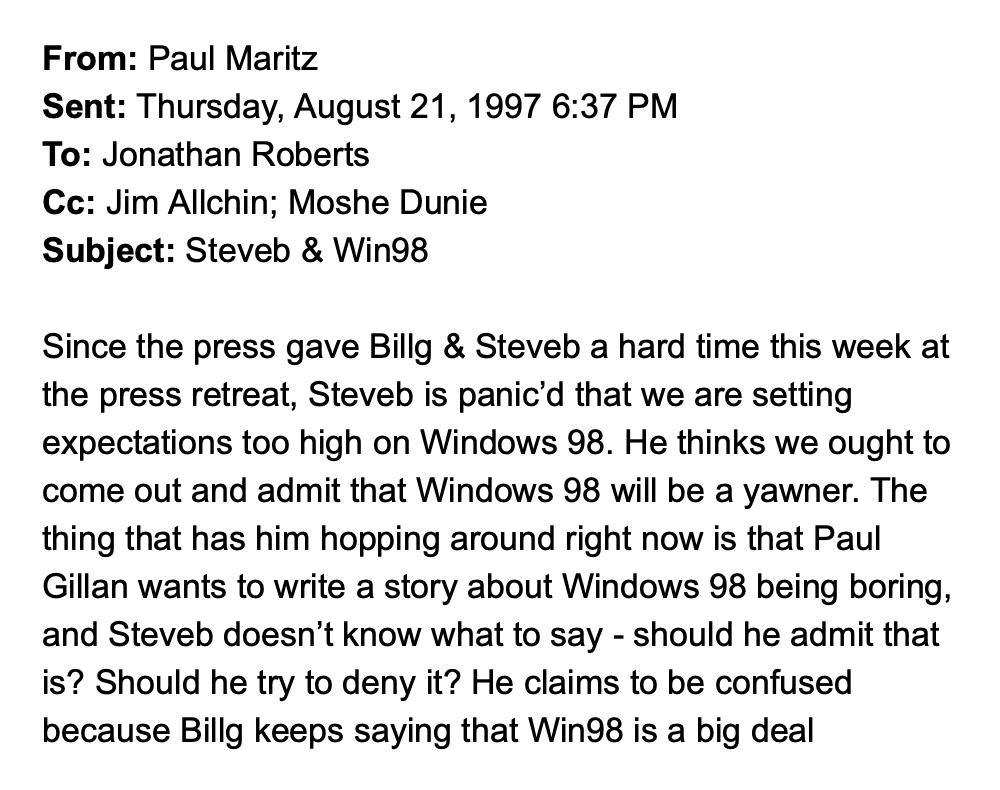 From: Paul Maritz
Sent: Thursday, August 21, 1997 6:37 PM
To: Jonathan Roberts
Cc: Jim Allchin; Moshe Dunie
Subject: Steveb & Win98
Since the press gave Billg & Steveb a hard time this week at
the press retreat, Steveb is panic’d that we are setting
expectations too high on Windows 98. He thinks we ought to
come out and admit that Windows 98 will be a yawner. The
thing that has him hopping around right now is that Paul
Gillan wants to write a story about Windows 98 being boring,
and Steveb doesn’t know what to say - should he admit that
is? Should he try to deny it? He claims to be confused
because Billg keeps saying that Win98 is a big deal